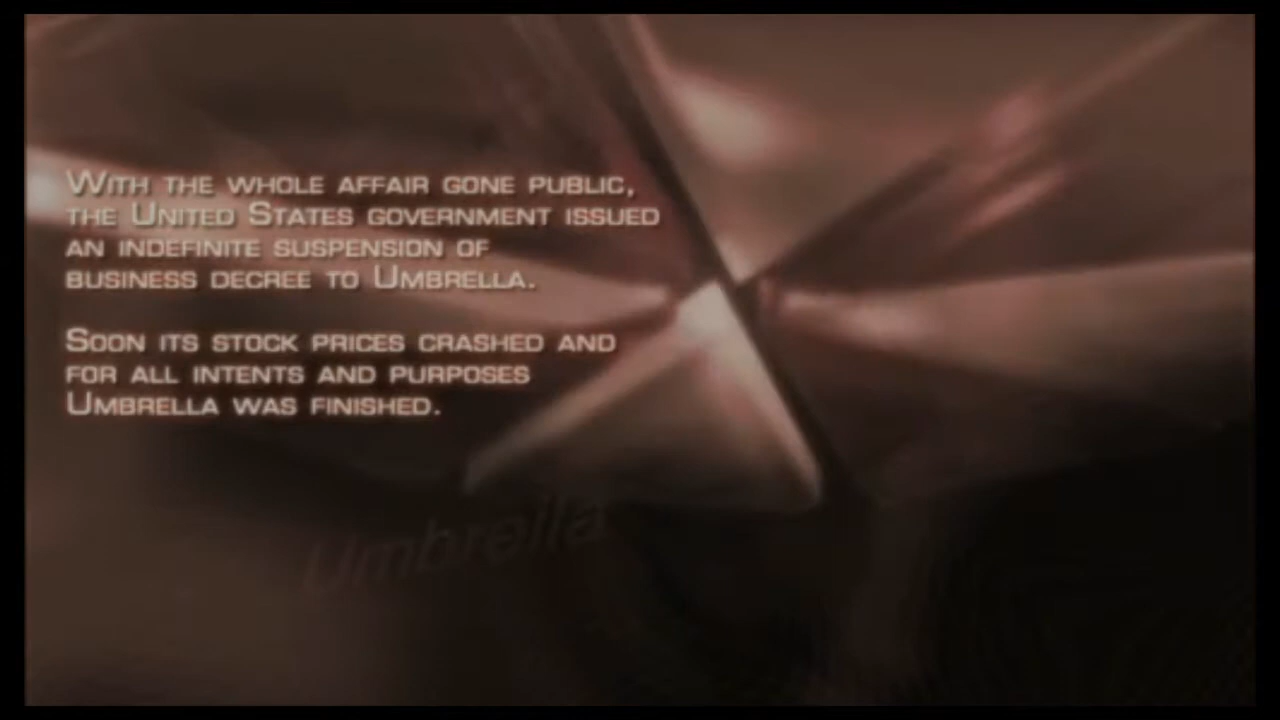 With the whole affair gone public,
the United States government issued
an indefinite suspension of
business decree to Umbrella.
Soon its stock prices crashed and
for all intents and purposes
Umbrella was finished.
Umbrella